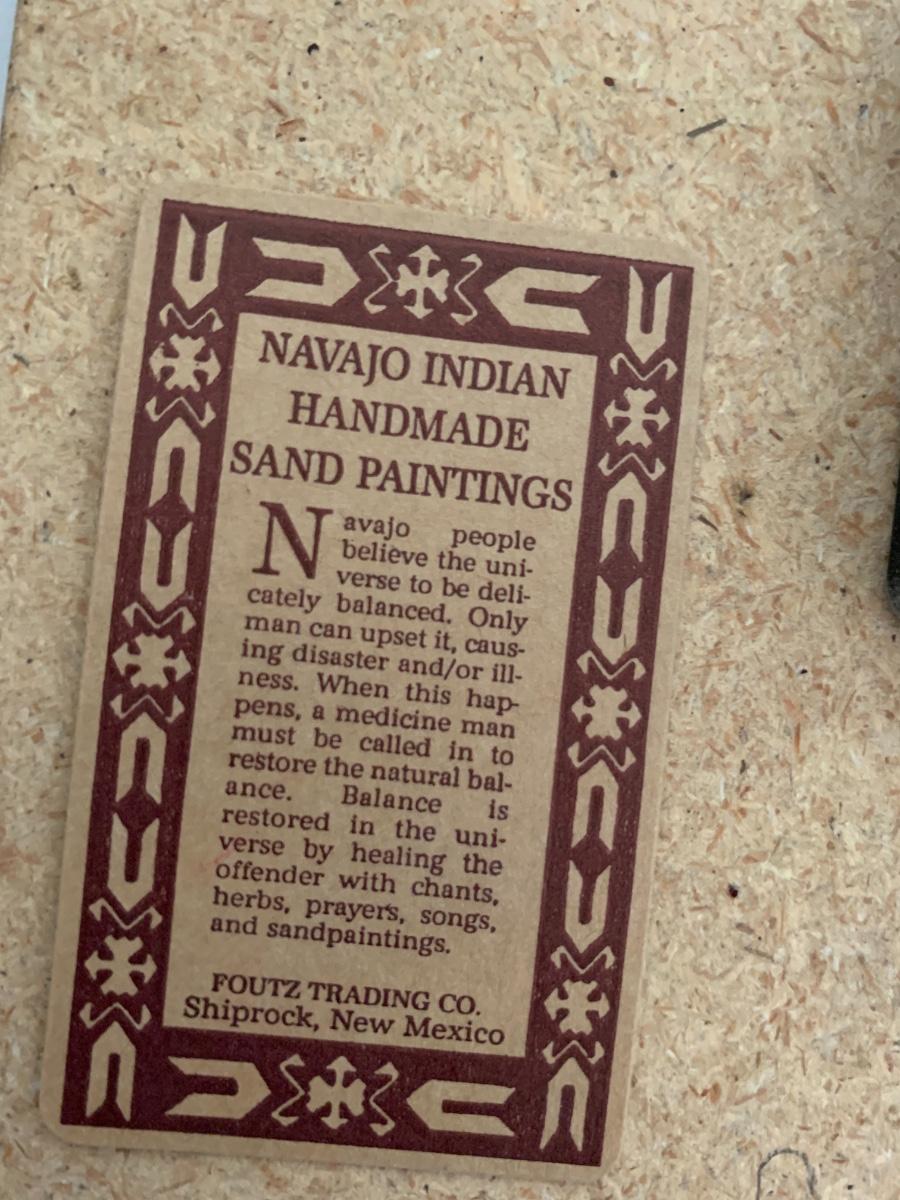 NAVAJO INDIAN
HANDMADE
SAND PAINTINGS
Navajo people
believe the uni-
verse to be deli-
cately balanced. Only
man can upset it, caus-
ing disaster and/or ill-
ness. When this hap-
pens, a medicine man
must be called in to
restore the natural bal-
ance. Balance is
restored in the uni-
verse by healing the
offender with chants,
herbs, prayers, songs,
and sandpaintings.
FOUTZ TRADING CO.
Shiprock, New Mexico